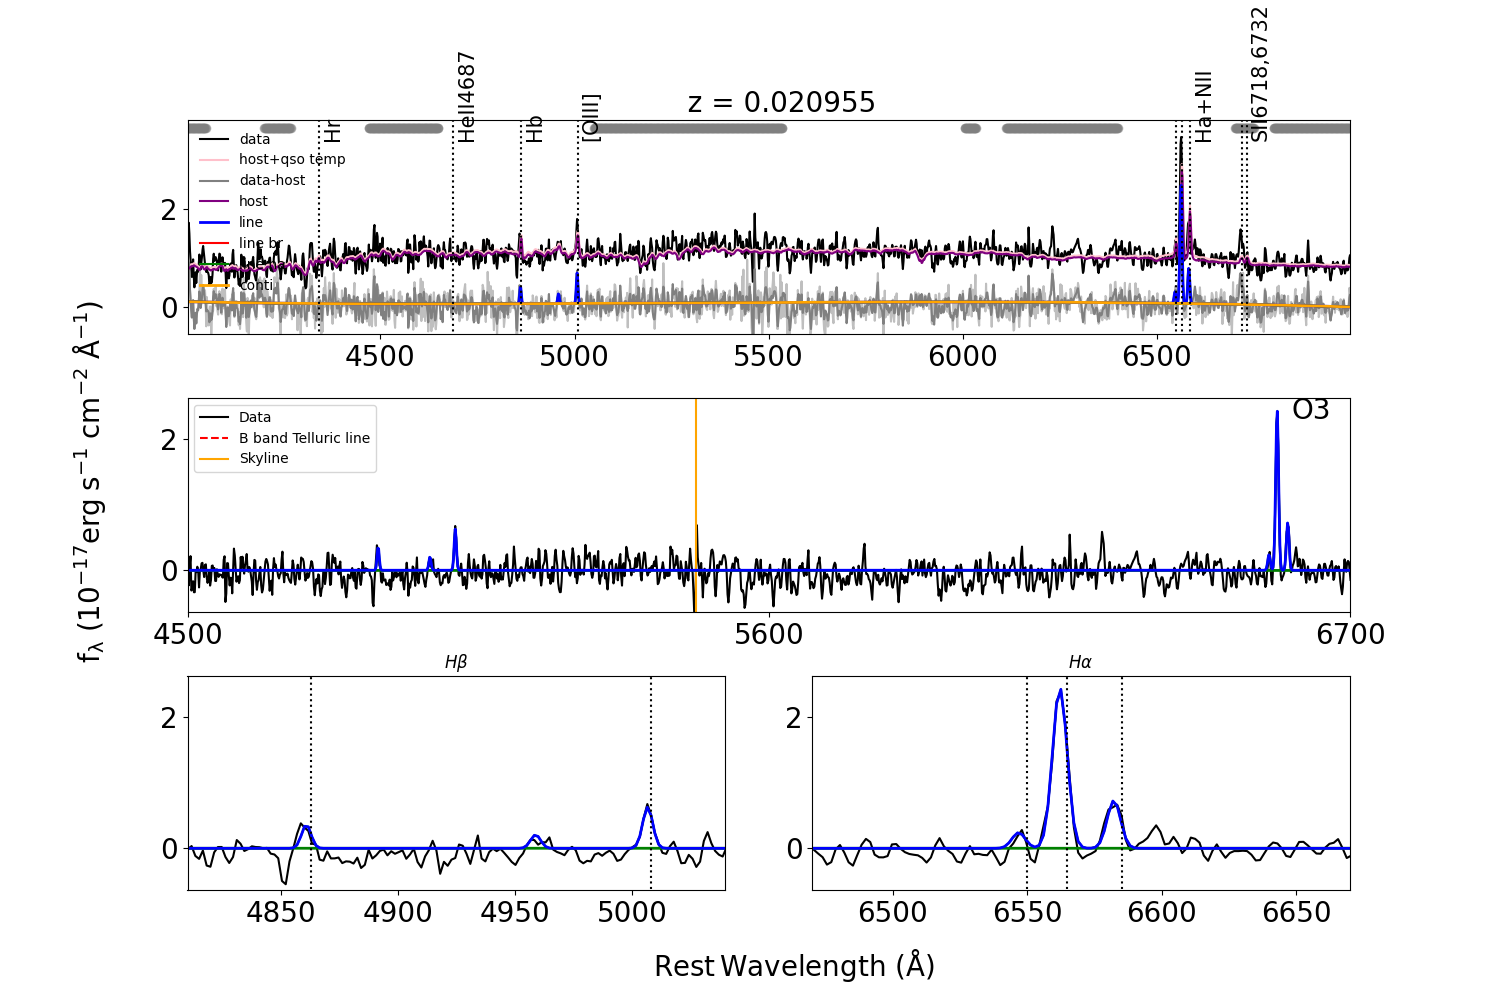 z = 0.020955
Hr
HeII4687
Hb
[OIII]
Ha+NII
SII6718,6732
data
host+qso temp
data-host
host
line
line br
conti
2
0
4500
5000
5500
6000
6500
fλ (10⁻¹⁷erg s⁻¹ cm⁻² Å⁻¹)
Data
B band Telluric line
Skyline
O3
2
0
4500
5600
6700
Hβ
2
0
4850
4900
4950
5000
Hα
2
0
6500
6550
6600
6650
Rest Wavelength (Å)